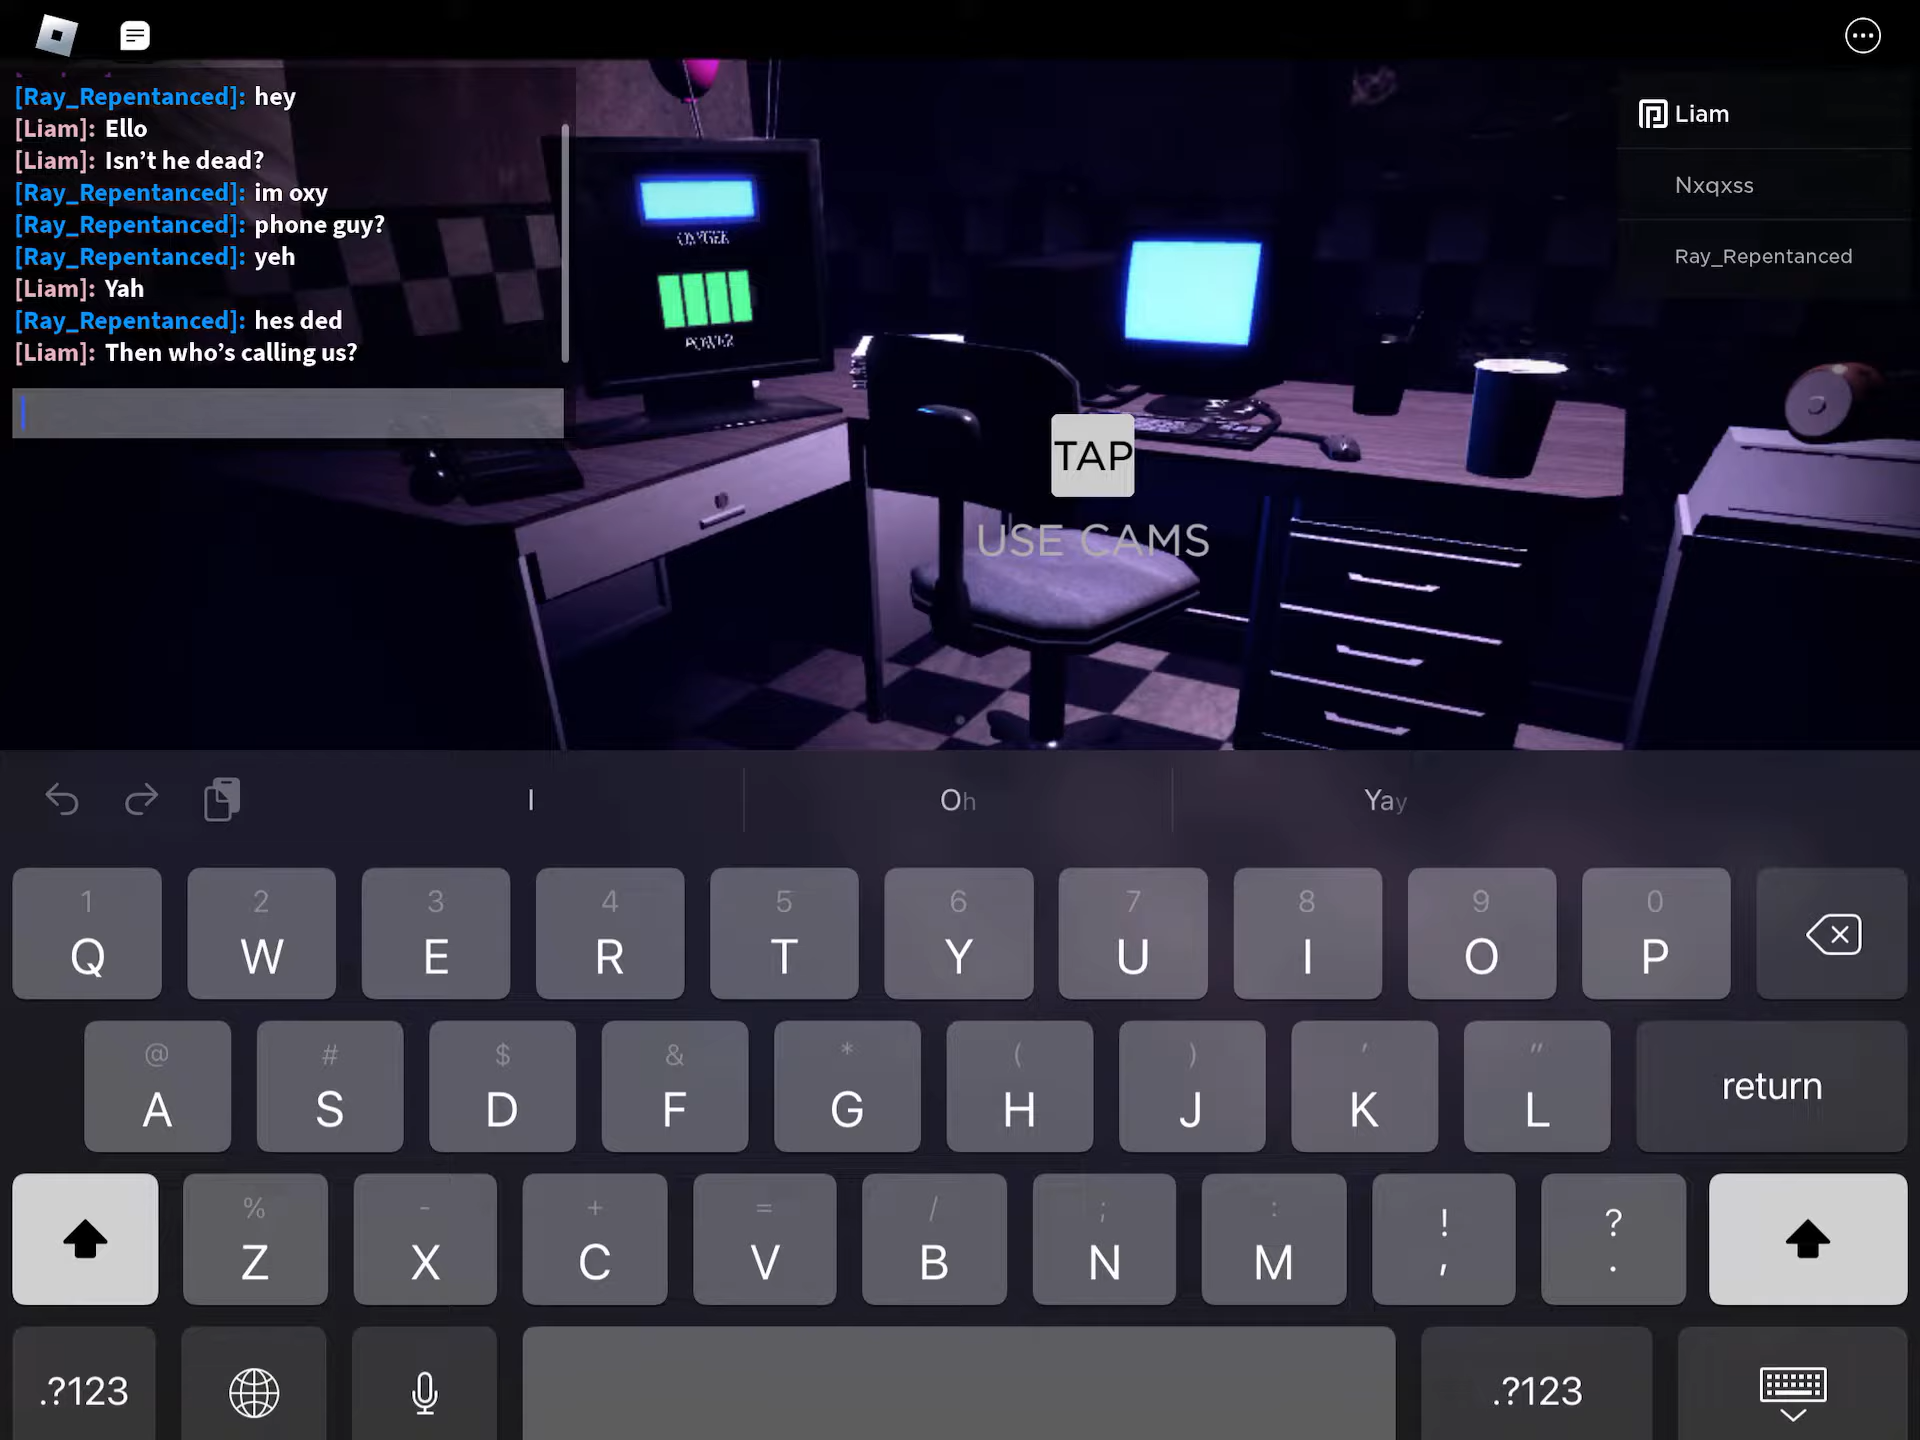 [Ray_Repentanced]: hey
[Liam]: Ello
[Liam]: Isn’t he dead?
[Ray_Repentanced]: im oxy
[Ray_Repentanced]: phone guy?
[Ray_Repentanced]: yeh
[Liam]: Yah
[Ray_Repentanced]: hes ded
[Liam]: Then who’s calling us?
Liam
Nxqxss
Ray_Repentanced
OXYGEN
POWER
TAP
USE CAMS
I Oh Yay
1 2 3 4 5 6 7 8 9 0
Q W E R T Y U I O P
@ # $ & * ( ) ' "
A S D F G H J K L return
% - + = / ; : ! ?
Z X C V B N M , .
.?123 .?123